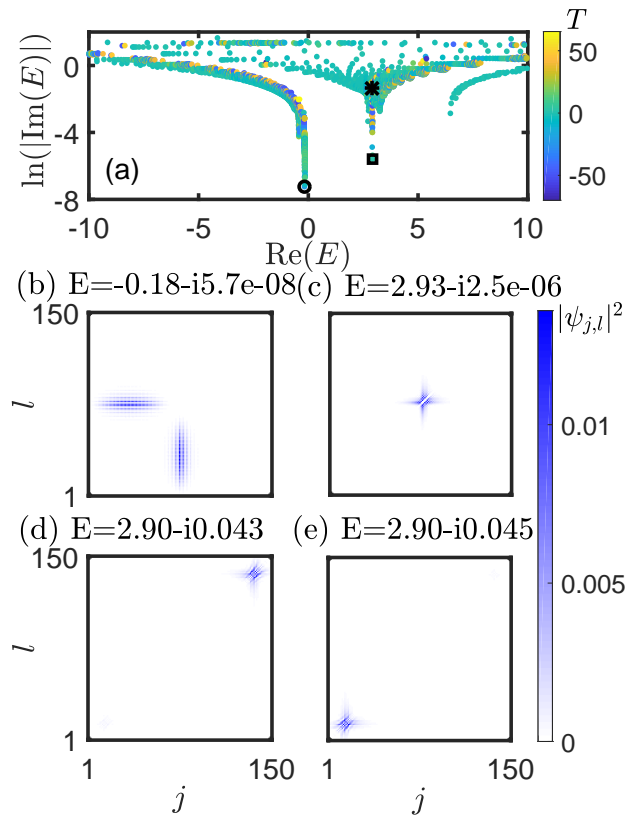 T
ln(|Im(E)|)
0
-4
-8
(a)
50
0
-50
-10
-5
0
5
10
Re(E)
(b) E=-0.18-i5.7e-08
(c) E=2.93-i2.5e-06
150
l
1
|ψj,l|²
0.01
0.005
0
(d) E=2.90-i0.043
(e) E=2.90-i0.045
150
l
1
1
150
1
150
j
j